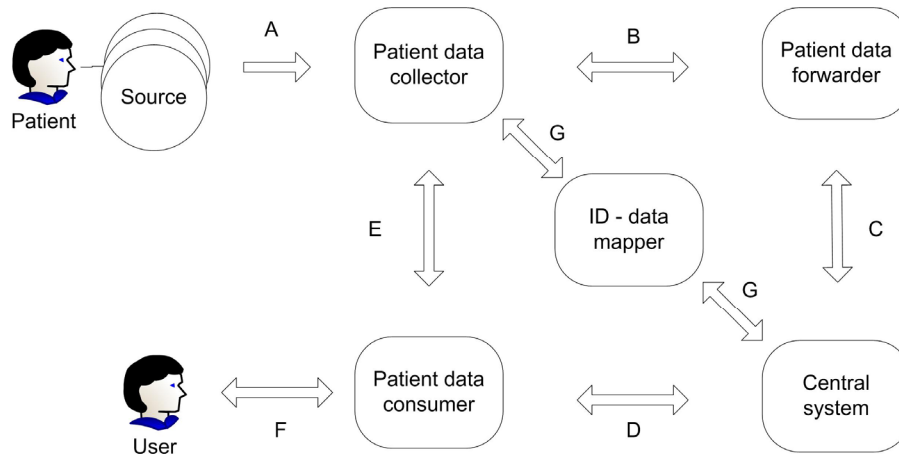 A
B
Patient data
collector
Patient data
forwarder
Source
Patient
G
E
ID - data
mapper
C
G
Patient data
consumer
Central
system
User
F
D